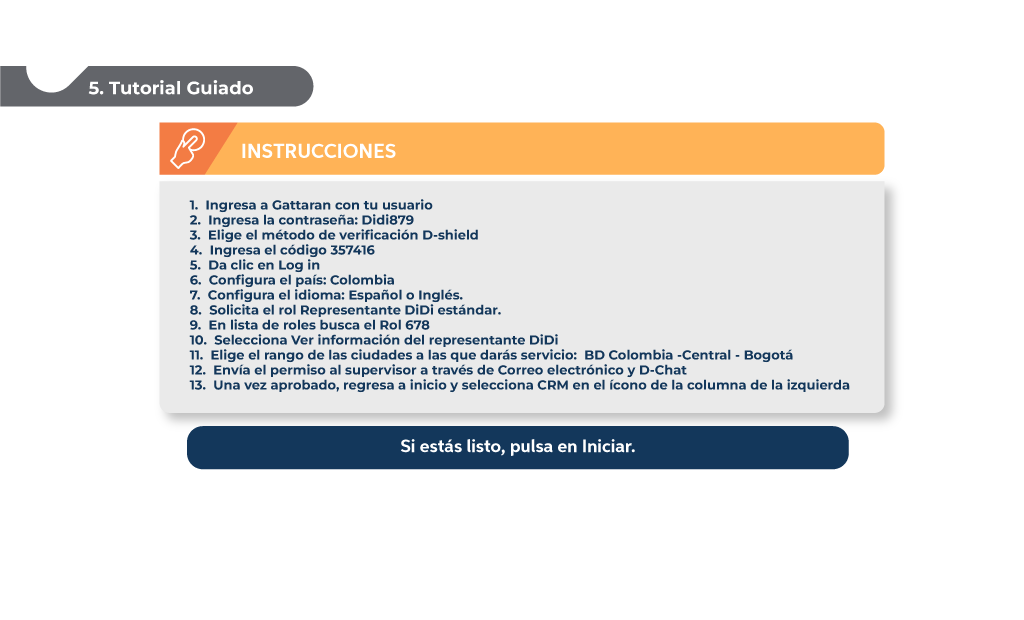 5. Tutorial Guiado
INSTRUCCIONES
1. Ingresa a Gattaran con tu usuario
2. Ingresa la contraseña: Didi879
3. Elige el método de verificación D-shield
4. Ingresa el código 357416
5. Da clic en Log in
6. Configura el país: Colombia
7. Configura el idioma: Español o Inglés.
8. Solicita el rol Representante DiDi estándar.
9. En lista de roles busca el Rol 678
10. Selecciona Ver información del representante DiDi
11. Elige el rango de las ciudades a las que darás servicio: BD Colombia -Central - Bogotá
12. Envía el permiso al supervisor a través de Correo electrónico y D-Chat
13. Una vez aprobado, regresa a inicio y selecciona CRM en el ícono de la columna de la izquierda
Si estás listo, pulsa en Iniciar.